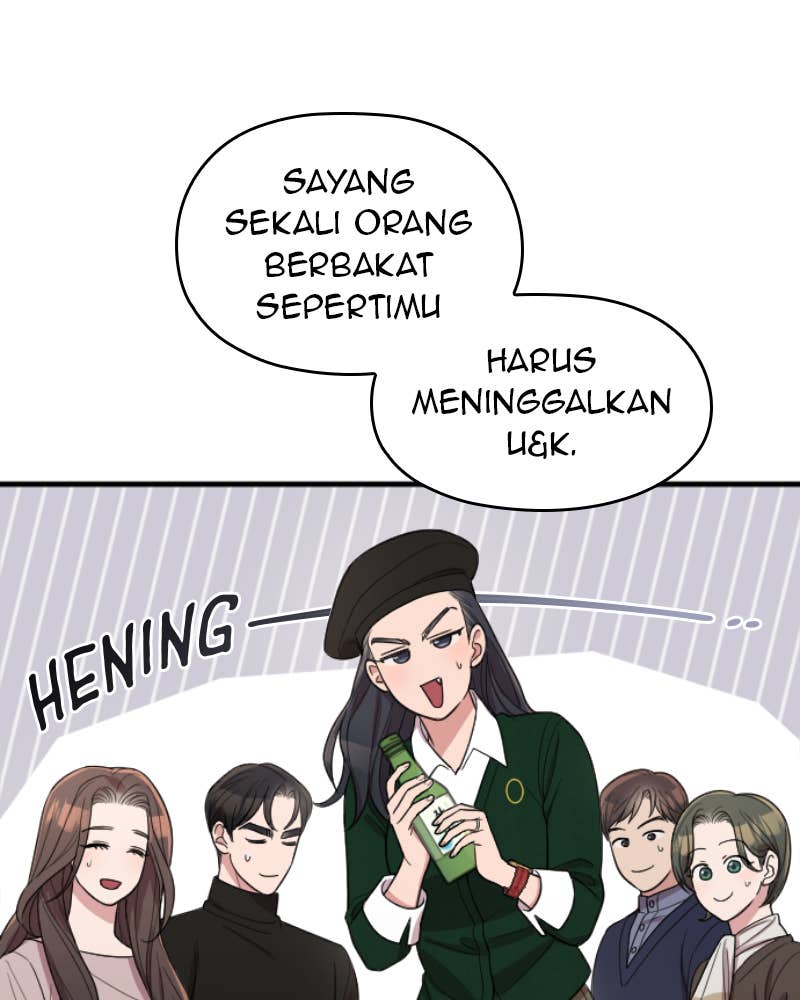 SAYANG
SEKALI ORANG
BERBAKAT
SEPERTIMU
HARUS
MENINGGALKAN
U&K.
HENING